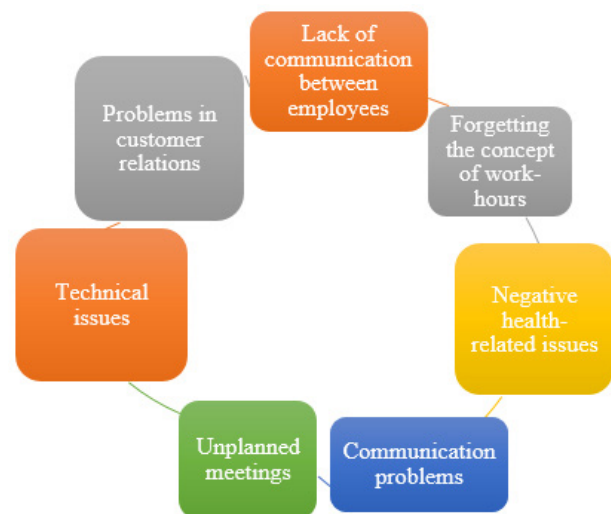 Lack of
communication
between
employees
Forgetting
the concept
of work-
hours
Negative
health-
related issues
Communication
problems
Unplanned
meetings
Technical
issues
Problems in
customer
relations